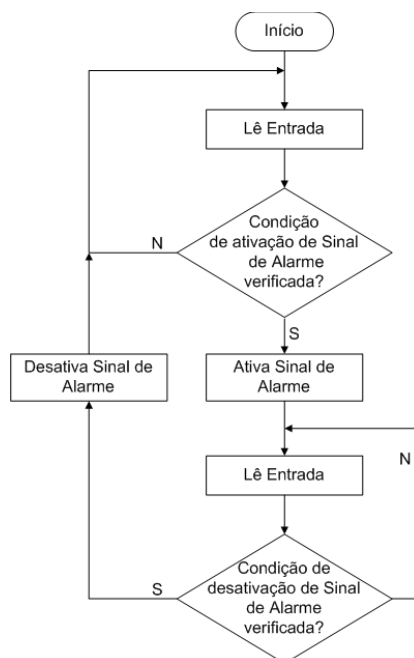 Início
Lê Entrada
Condição
de ativação de Sinal
de Alarme
verificada?
N
S
Desativa Sinal de
Alarme
Ativa Sinal de
Alarme
Lê Entrada
N
Condição de
desativação de Sinal
de Alarme
verificada?
S